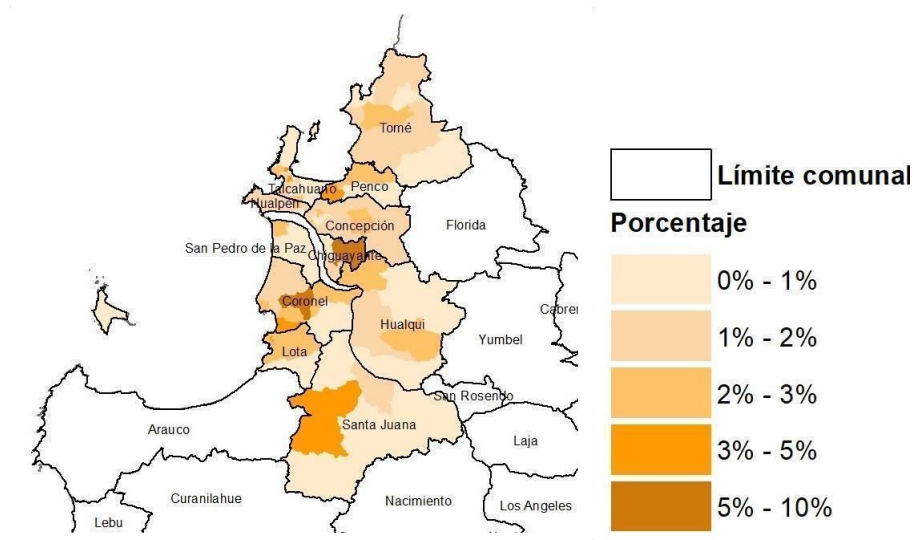 Tomé
Talcahuano
Penco
Hualpén
Concepción
Florida
San Pedro de la Paz
Chiguayante
Coronel
Hualqui
Cabrer
Yumbel
Lota
San Rosendo
Arauco
Santa Juana
Laja
Curanilahue
Nacimiento
Los Angeles
Lebu
Límite comunal
Porcentaje
0% - 1%
1% - 2%
2% - 3%
3% - 5%
5% - 10%